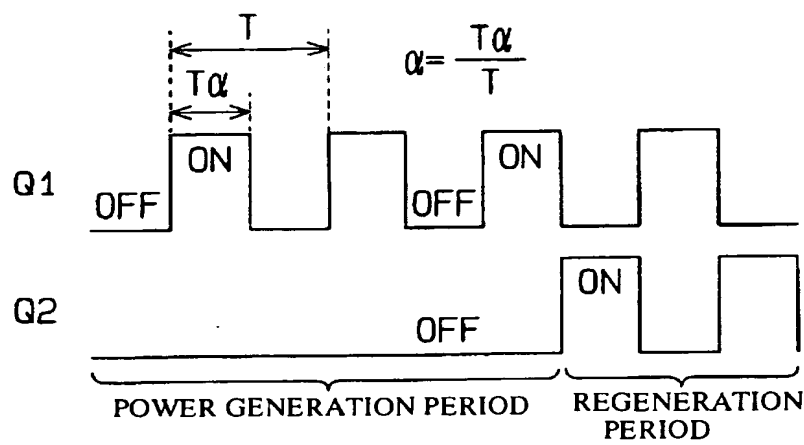 T
Tα
α = Tα / T
Q1
OFF
ON
OFF
ON
Q2
OFF
ON
POWER GENERATION PERIOD
REGENERATION
PERIOD